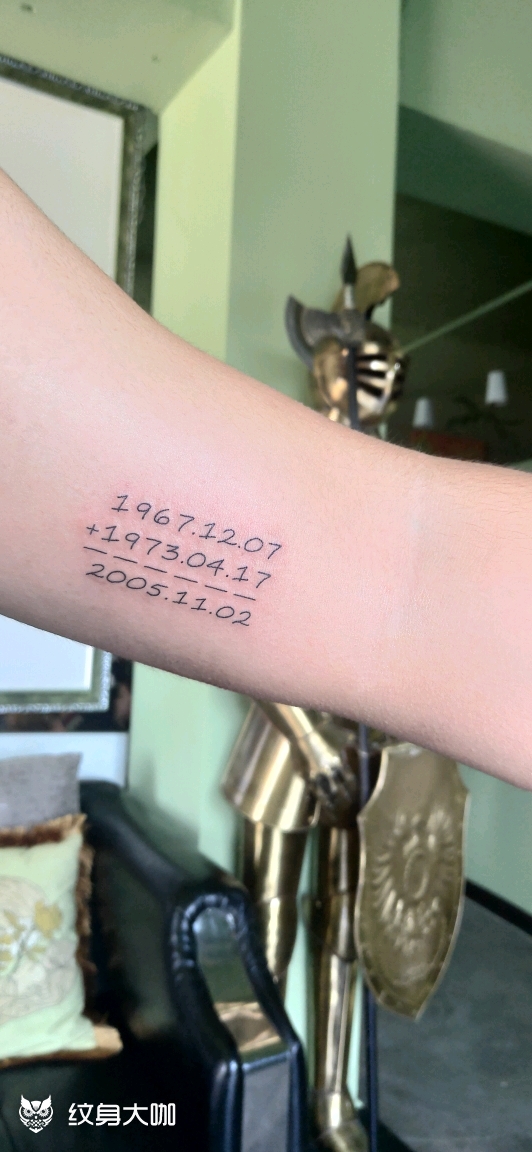 1967.12.07
+1973.04.17
— — — — — —
2005.11.02
纹身大咖